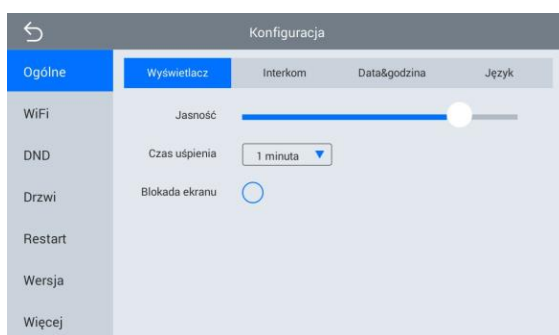 Konfiguracja
Ogólne
Wyświetlacz Interkom Data&godzina Język
WiFi
Jasność
DND
Czas uśpienia 1 minuta
Drzwi
Blokada ekranu
Restart
Wersja
Więcej